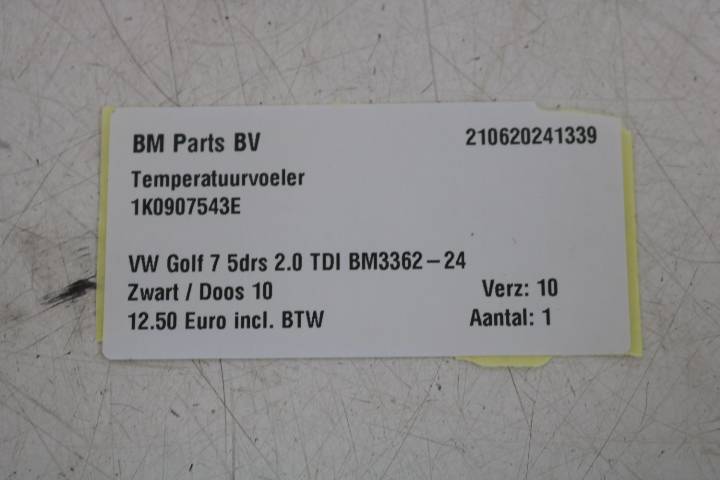 BM Parts BV 210620241339
Temperatuurvoeler
1K0907543E
VW Golf 7 5drs 2.0 TDI BM3362-24
Zwart / Doos 10 Verz: 10
12.50 Euro incl. BTW Aantal: 1